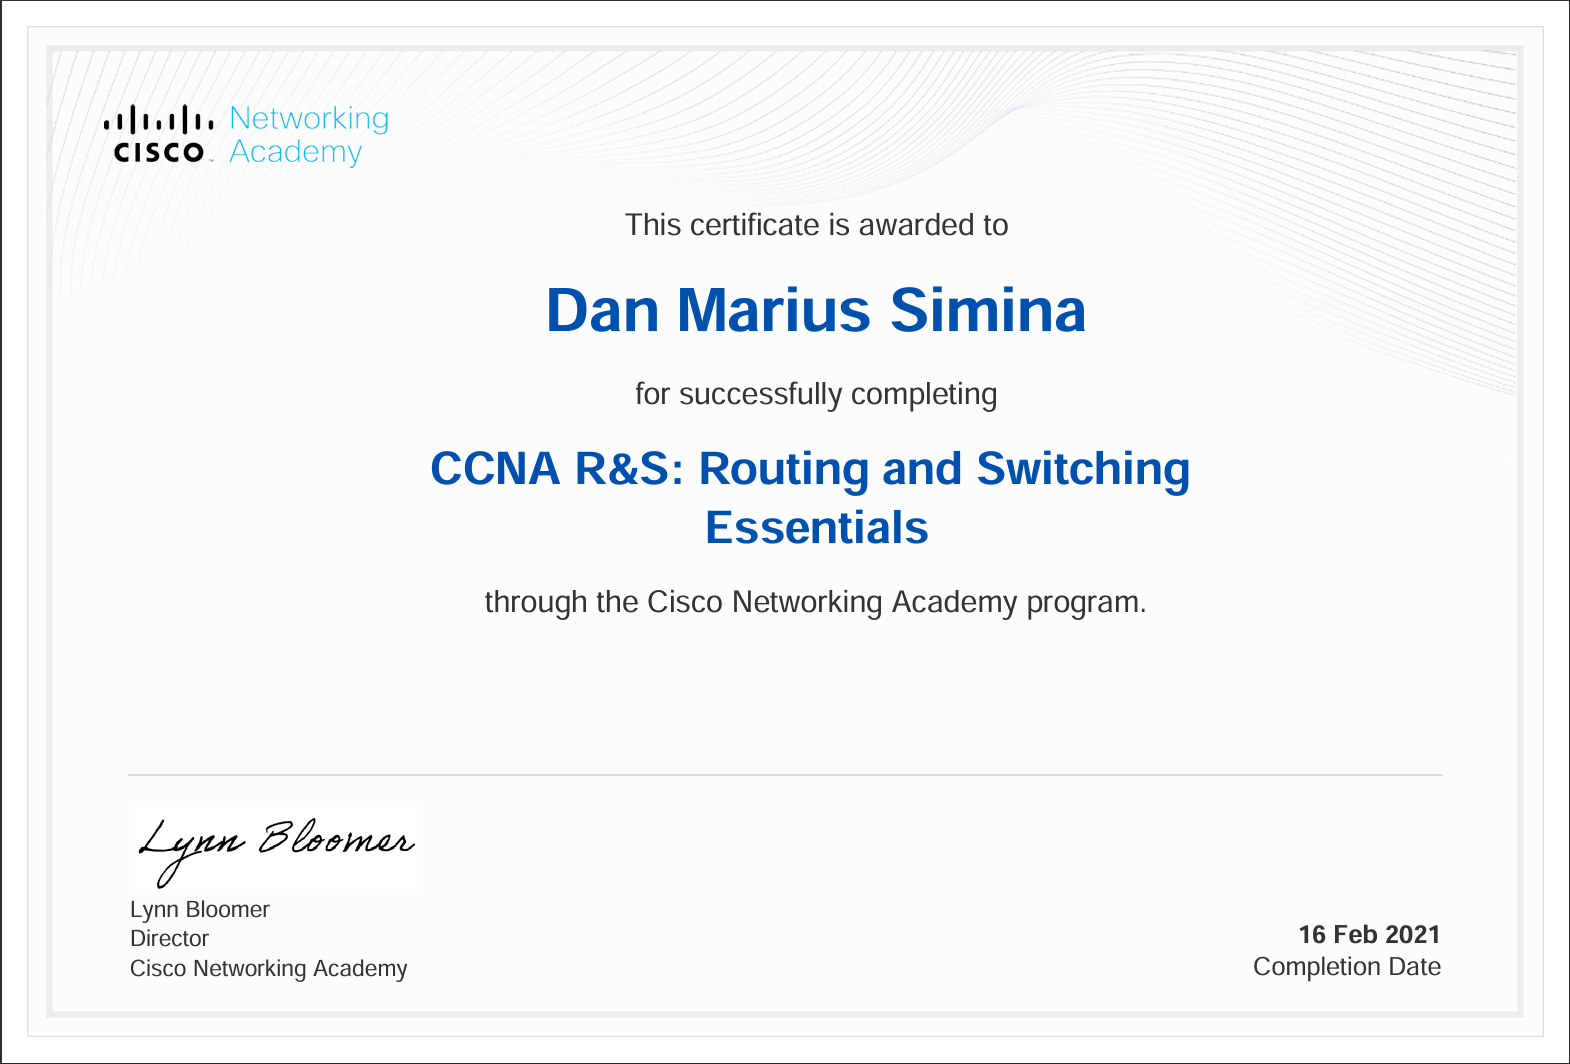 Networking
CISCO™ Academy
This certificate is awarded to
Dan Marius Simina
for successfully completing
CCNA R&S: Routing and Switching
Essentials
through the Cisco Networking Academy program.
Lynn Bloomer
Lynn Bloomer
Director
Cisco Networking Academy
16 Feb 2021
Completion Date